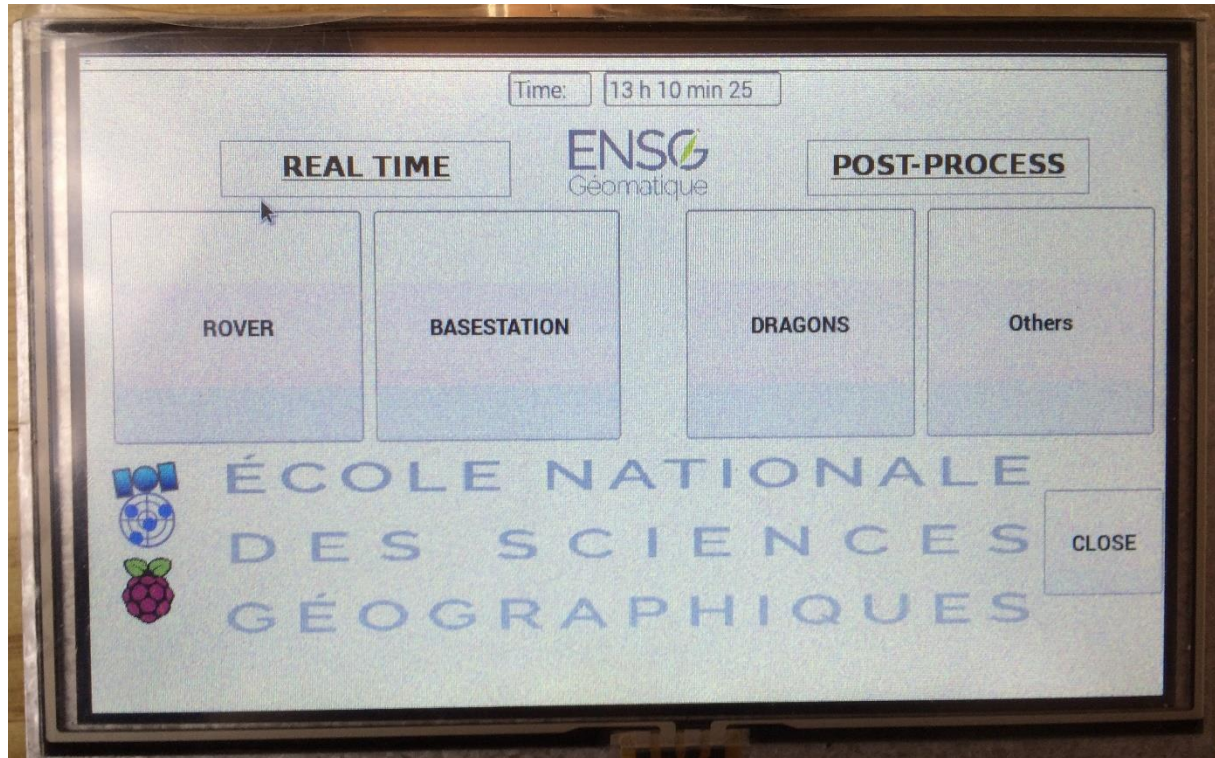 Time: 13 h 10 min 25
ENSG
Géomatique
REAL TIME
POST-PROCESS
ROVER
BASESTATION
DRAGONS
Others
ÉCOLE NATIONALE
DES SCIENCES
GÉOGRAPHIQUES
CLOSE